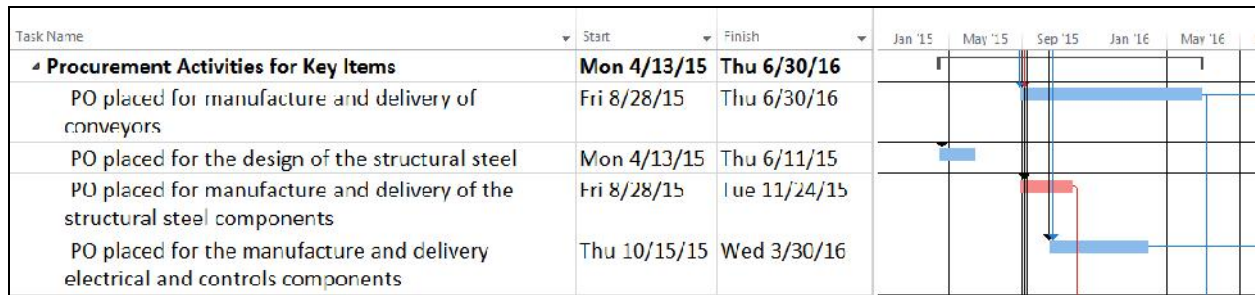 Task Name Start Finish Jan '15 May '15 Sep '15 Jan '16 May '16
Procurement Activities for Key Items Mon 4/13/15 Thu 6/30/16
PO placed for manufacture and delivery of Fri 8/28/15 Thu 6/30/16
conveyors
PO placed for the design of the structural steel Mon 4/13/15 Thu 6/11/15
PO placed for manufacture and delivery of the Fri 8/28/15 Tue 11/24/15
structural steel components
PO placed for the manufacture and delivery Thu 10/15/15 Wed 3/30/16
electrical and controls components